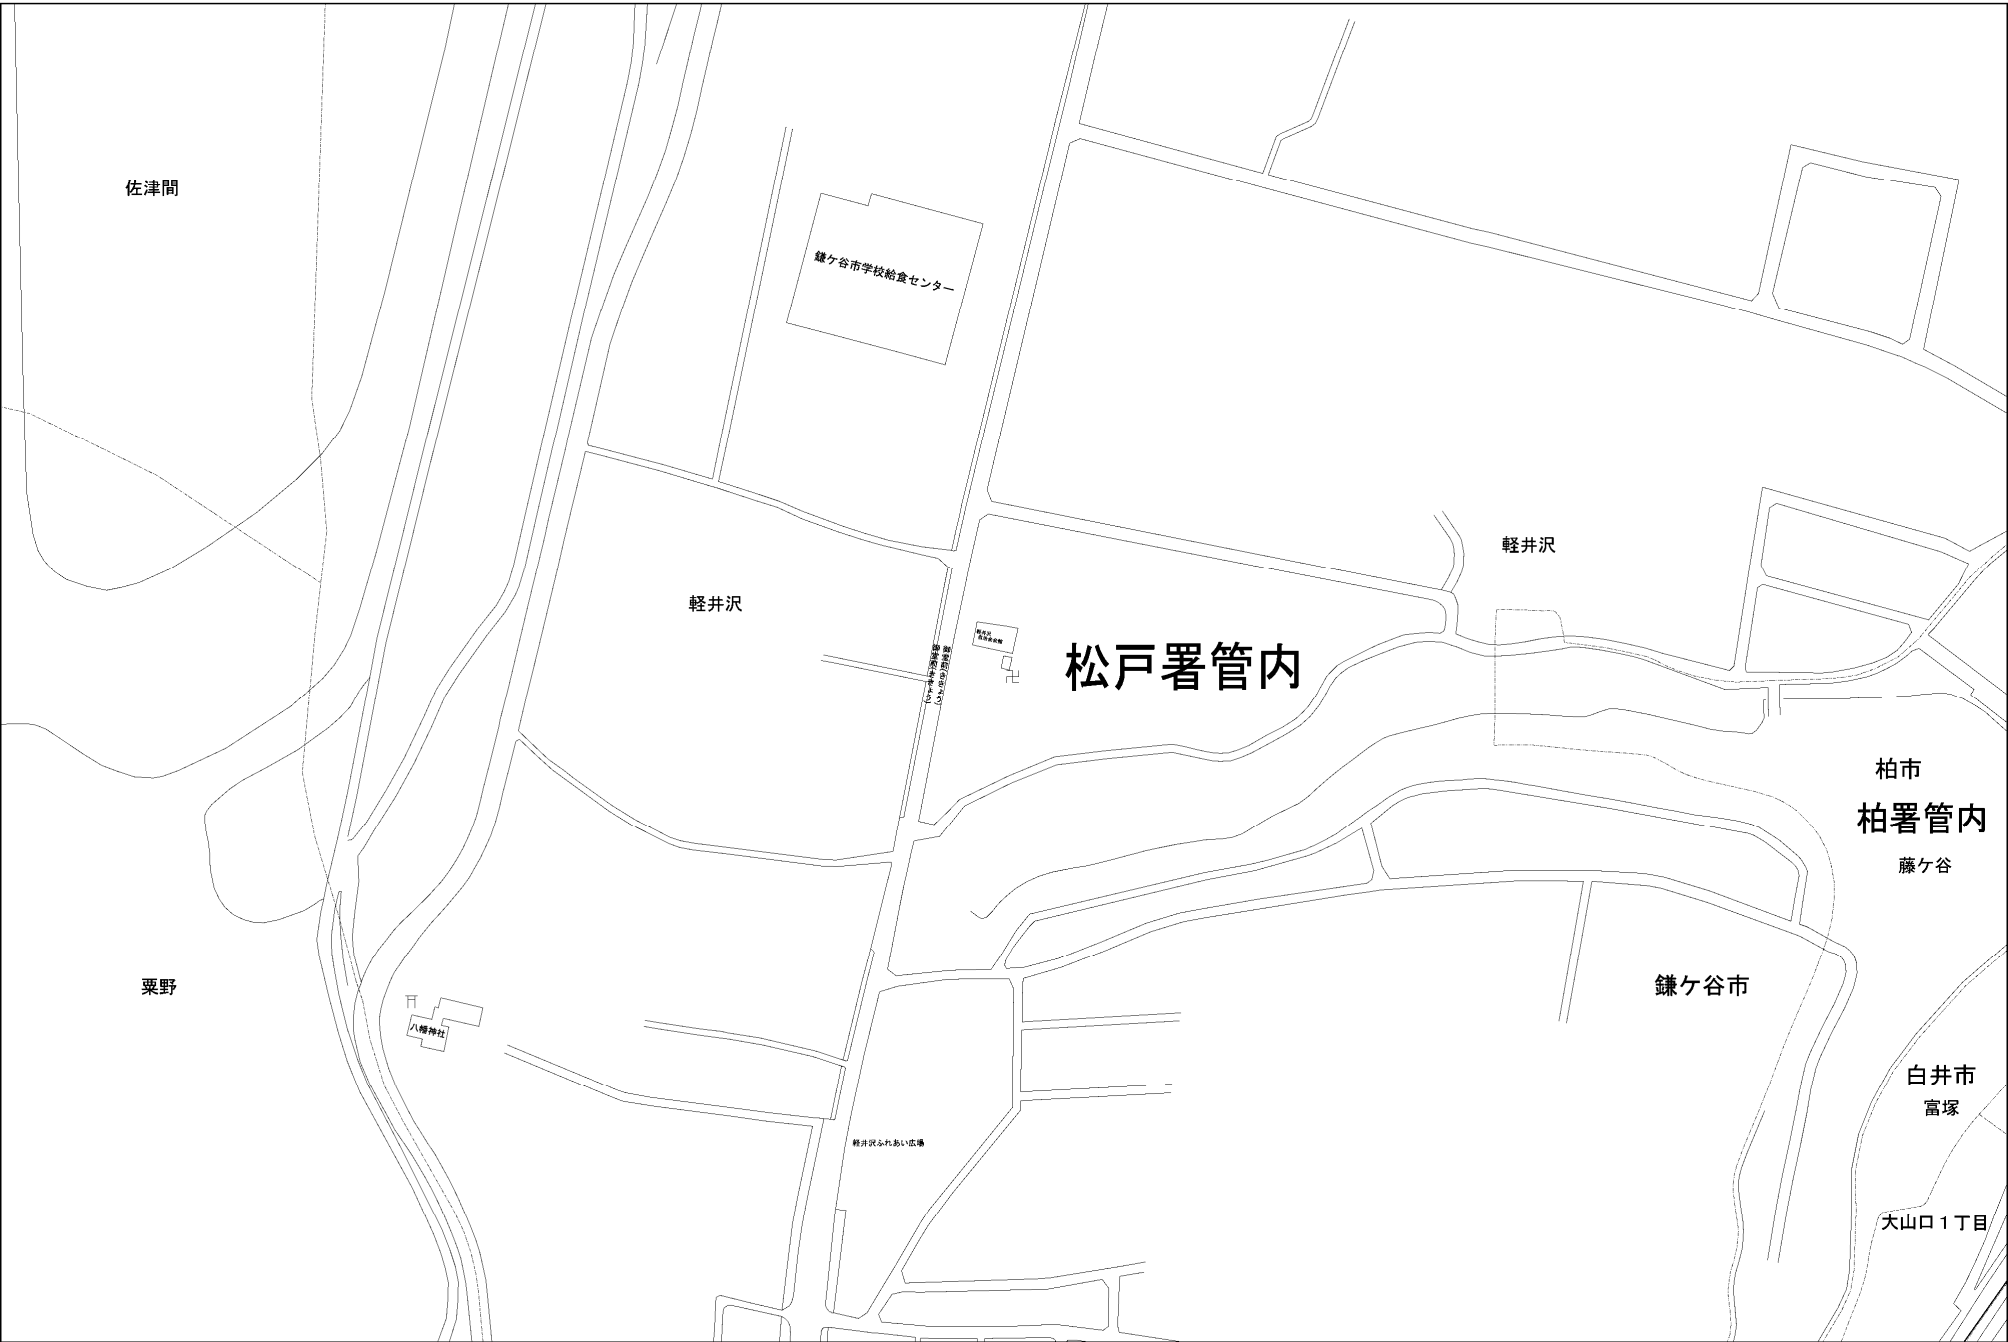 佐津間
鎌ケ谷市学校給食センター
軽井沢
軽井沢
軽井沢
松戸署管内
柏市
柏署管内
藤ケ谷
粟野
八幡神社
鎌ケ谷市
白井市
富塚
軽井沢ふれあい広場
大山口１丁目